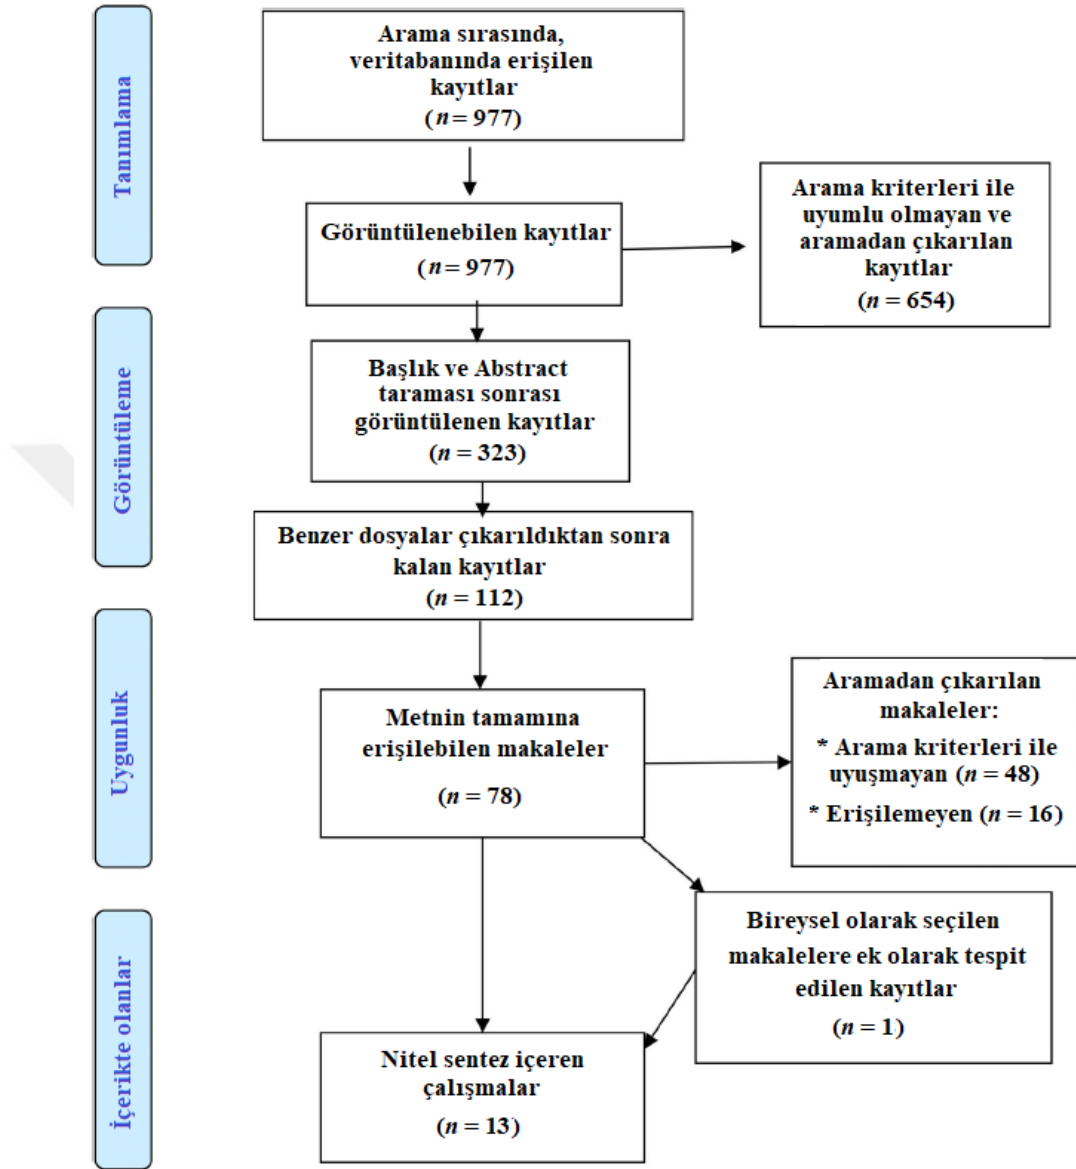 Tanımlama
Arama sırasında,
veritabanında erişilen
kayıtlar
(n = 977)
Görüntülenebilen kayıtlar
(n = 977)
Arama kriterleri ile
uyumlu olmayan ve
aramadan çıkarılan
kayıtlar
(n = 654)
Görüntüleme
Başlık ve Abstract
taraması sonrası
görüntülenen kayıtlar
(n = 323)
Benzer dosyalar çıkarıldıktan sonra
kalan kayıtlar
(n = 112)
Uygunluk
Metnin tamamına
erişilebilen makaleler
(n = 78)
Aramadan çıkarılan
makaleler:
* Arama kriterleri ile
uyuşmayan (n = 48)
* Erişilemeyen (n = 16)
İçerikte olanlar
Bireysel olarak seçilen
makalelere ek olarak tespit
edilen kayıtlar
(n = 1)
Nitel sentez içeren
çalışmalar
(n = 13)